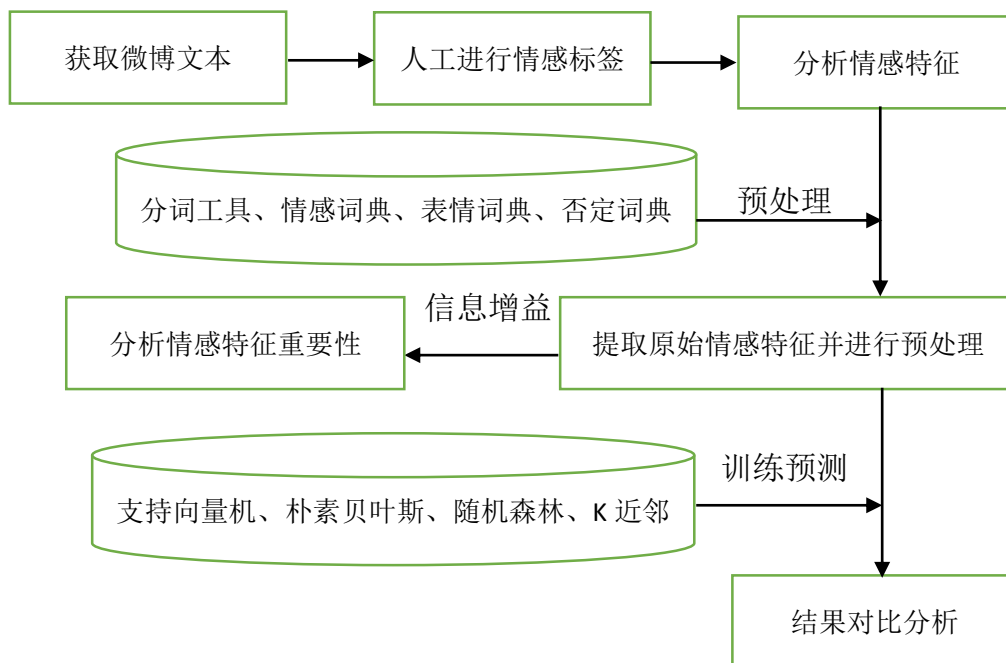 获取微博文本
人工进行情感标签
分析情感特征
分词工具、情感词典、表情词典、否定词典
预处理
信息增益
分析情感特征重要性
提取原始情感特征并进行预处理
支持向量机、朴素贝叶斯、随机森林、K 近邻
训练预测
结果对比分析